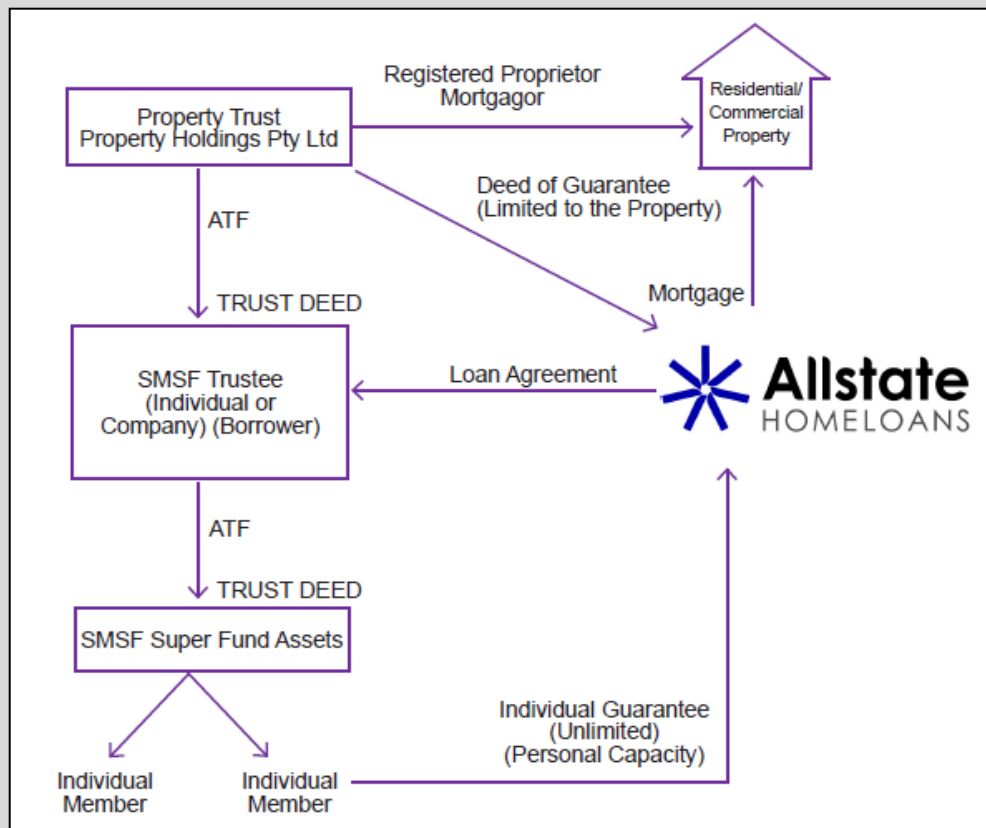 Registered Proprietor
Mortgagor
Residential/
Commercial
Property
Property Trust
Property Holdings Pty Ltd
Deed of Guarantee
(Limited to the Property)
ATF
Mortgage
TRUST DEED
SMSF Trustee
(Individual or
Company) (Borrower)
Loan Agreement
Allstate
HOMELOANS
ATF
TRUST DEED
SMSF Super Fund Assets
Individual Guarantee
(Unlimited)
(Personal Capacity)
Individual
Member
Individual
Member